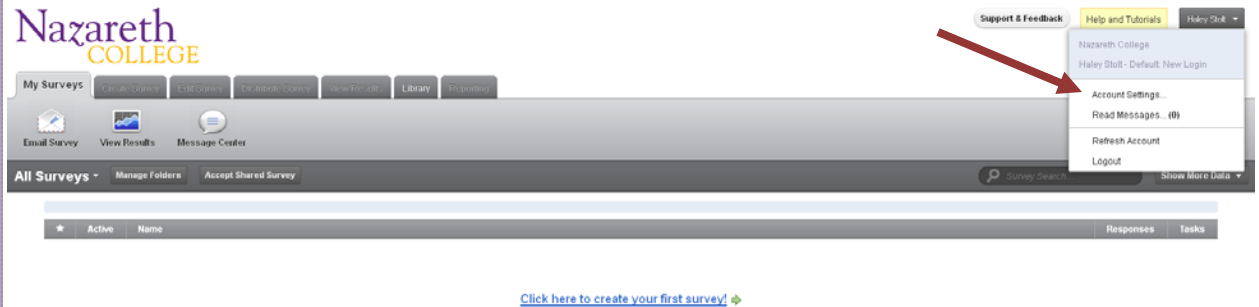 Nazareth
COLLEGE
Support & Feedback
Help and Tutorials
Haley Stolt
Nazareth College
Haley Stolt - Default: New Login
Account Settings...
Read Messages... (0)
Refresh Account
Logout
My Surveys
Create Survey
Edit Survey
Distribute Survey
View Results
Library
Reporting
Email Survey
View Results
Message Center
All Surveys
Manage Folders
Accept Shared Survey
Survey Search...
Show More Data
Active
Name
Responses
Tasks
Click here to create your first survey!